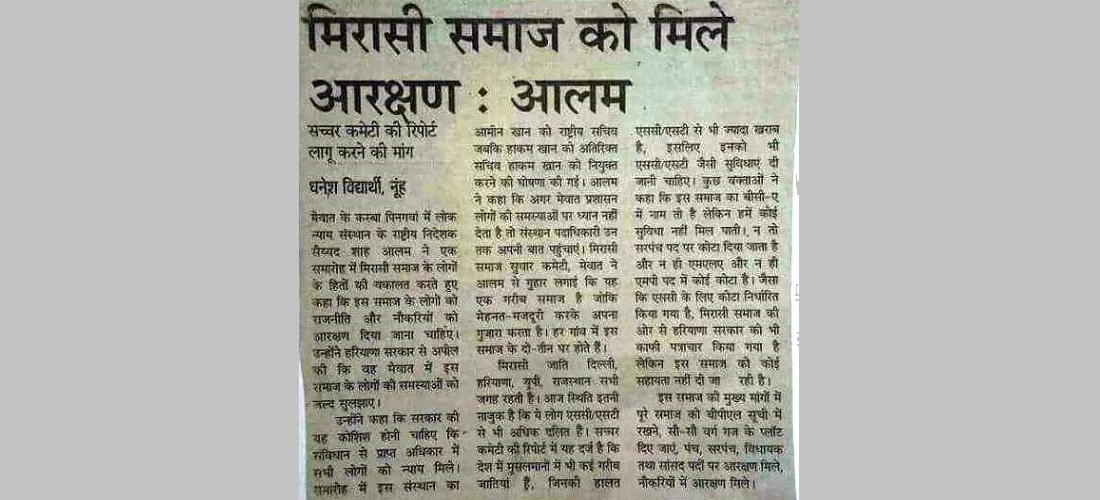 मिरासी समाज को मिले
आरक्षण : आलम
सच्चर कमेटी की रिपोर्ट
लागू करने की मांग
धनेश विद्यार्थी, नूंह
मेवात के कस्बा पिनगवां में लोक
न्याय संस्थान के राष्ट्रीय निदेशक
सैय्यद शाह आलम ने एक
समारोह में मिरासी समाज के लोगों
के हितों की वकालत करते हुए
कहा कि इस समाज के लोगों को
राजनीति और नौकरियों को
आरक्षण दिया जाना चाहिए।
उन्होंने हरियाणा सरकार से अपील
की कि वह मेवात में इस
समाज के लोगों की समस्याओं को
जल्द सुलझाए।
उन्होंने कहा कि सरकार की
यह कोशिश होनी चाहिए कि
संविधान से प्राप्त अधिकार में
सभी लोगों को न्याय मिले।
समारोह में इस संस्थान का
आमीन खान को राष्ट्रीय सचिव
जबकि हाकम खान को अतिरिक्त
सचिव हाकम खान को नियुक्त
करने की घोषणा की गई। आलम
ने कहा कि अगर मेवात प्रशासन
लोगों की समस्याओं पर ध्यान नहीं
देता है तो संस्थान पदाधिकारी उन
तक अपनी बात पहुंचाएं। मिरासी
समाज सुधार कमेटी, मेवात ने
आलम से गुहार लगाई कि यह
एक गरीब समाज है जोकि
मेहनत-मजदूरी करके अपना
गुजारा करता है। हर गांव में इस
समाज के दो-तीन घर होते हैं।
मिरासी जाति दिल्ली,
हरियाणा, यूपी, राजस्थान सभी
जगह रहती है। आज स्थिति इतनी
नाजुक है कि ये लोग एससी/एसटी
से भी अधिक दलित हैं। सच्चर
कमेटी की रिपोर्ट में यह दर्ज है कि
देश में मुसलमानों में भी कई गरीब
जातियां हैं, जिनकी हालत
एससी/एसटी से भी ज्यादा खराब
है, इसलिए इनको भी
एससी/एसटी जैसी सुविधाएं दी
जानी चाहिए। कुछ वक्ताओं ने
कहा कि इस समाज का बीसी-ए
में नाम तो है लेकिन हमें कोई
सुविधा नहीं मिल पाती। न तो
सरपंच पद पर कोटा दिया जाता है
और न ही एमएलए और न ही
एमपी पद में कोई कोटा है। जैसा
कि एससी के लिए कोटा निर्धारित
किया गया है, मिरासी समाज की
ओर से हरियाणा सरकार को भी
काफी पत्राचार किया गया है
लेकिन इस समाज को कोई
सहायता नहीं दी जा रही है।
इस समाज की मुख्य मांगों में
पूरे समाज को बीपीएल सूची में
रखने, सौ-सौ वर्ग गज के प्लॉट
दिए जाएं, पंच, सरपंच, विधायक
तथा सांसद पदों पर आरक्षण मिले,
नौकरियों में आरक्षण मिले।